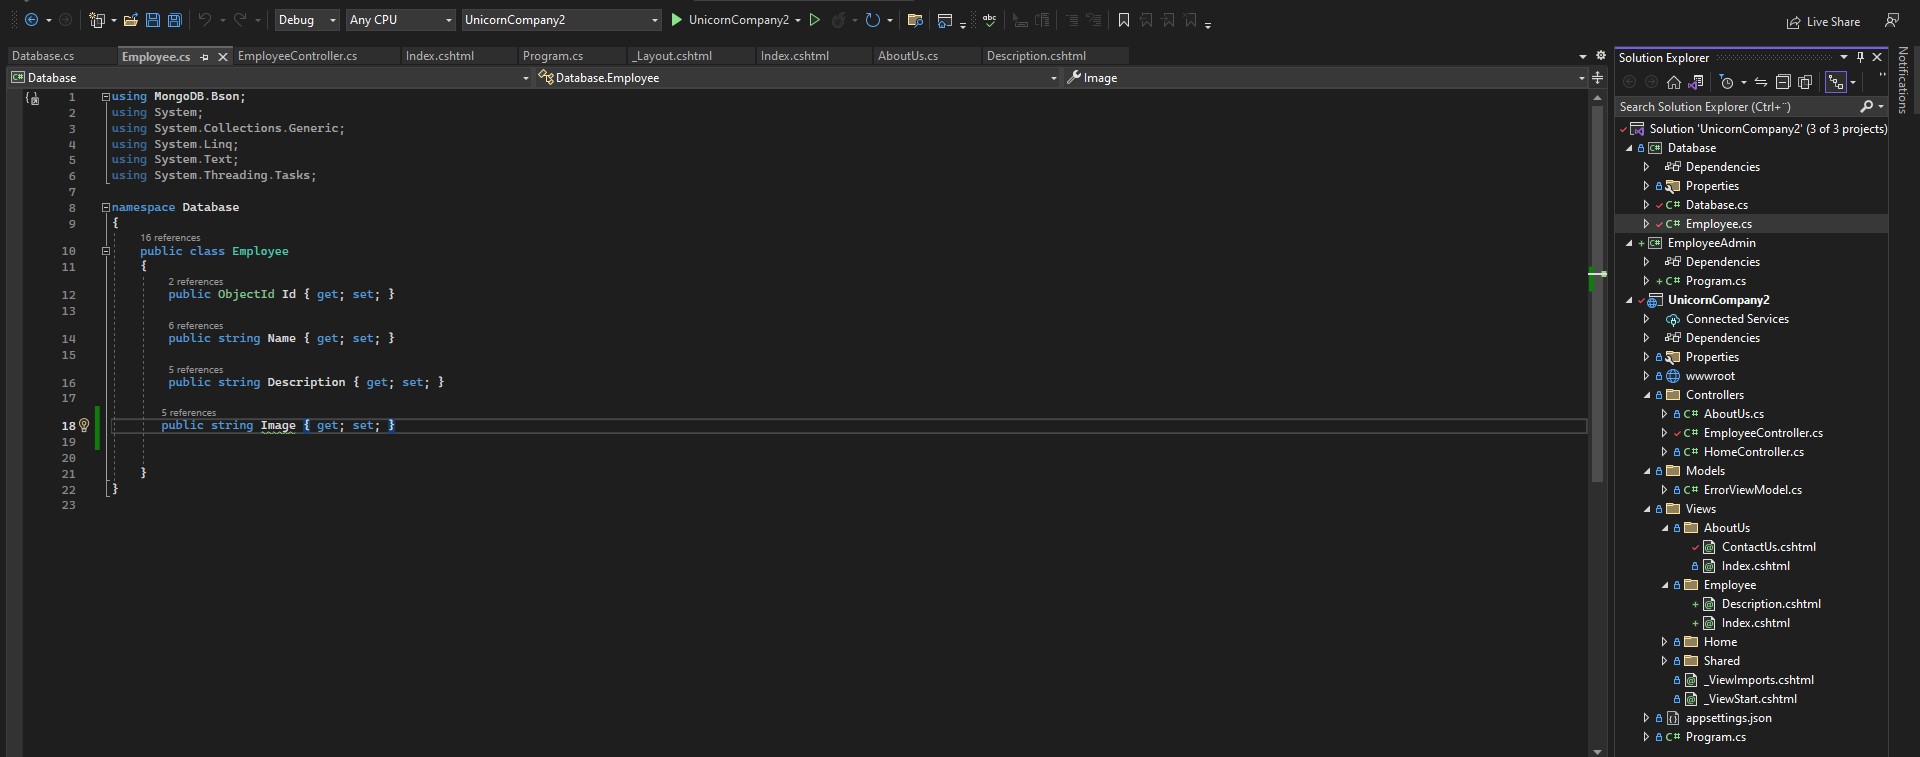 Debug
Any CPU
UnicornCompany2
UnicornCompany2
Live Share
Database.cs
Employee.cs
EmployeeController.cs
Index.cshtml
Program.cs
_Layout.cshtml
Index.cshtml
AboutUs.cs
Description.cshtml
Database
Database.Employee
Image
1 using MongoDB.Bson;
2 using System;
3 using System.Collections.Generic;
4 using System.Linq;
5 using System.Text;
6 using System.Threading.Tasks;
7
8 namespace Database
9 {
16 references
10 public class Employee
11 {
2 references
12 public ObjectId Id { get; set; }
13
6 references
14 public string Name { get; set; }
15
5 references
16 public string Description { get; set; }
17
5 references
18 public string Image { get; set; }
19
20
21 }
22 }
23
Solution Explorer
Search Solution Explorer (Ctrl+¨)
Solution 'UnicornCompany2' (3 of 3 projects)
C# Database
Dependencies
Properties
C# Database.cs
C# Employee.cs
C# EmployeeAdmin
Dependencies
C# Program.cs
UnicornCompany2
Connected Services
Dependencies
Properties
wwwroot
Controllers
C# AboutUs.cs
C# EmployeeController.cs
C# HomeController.cs
Models
C# ErrorViewModel.cs
Views
AboutUs
ContactUs.cshtml
Index.cshtml
Employee
Description.cshtml
Index.cshtml
Home
Shared
_ViewImports.cshtml
_ViewStart.cshtml
appsettings.json
C# Program.cs
Notifications